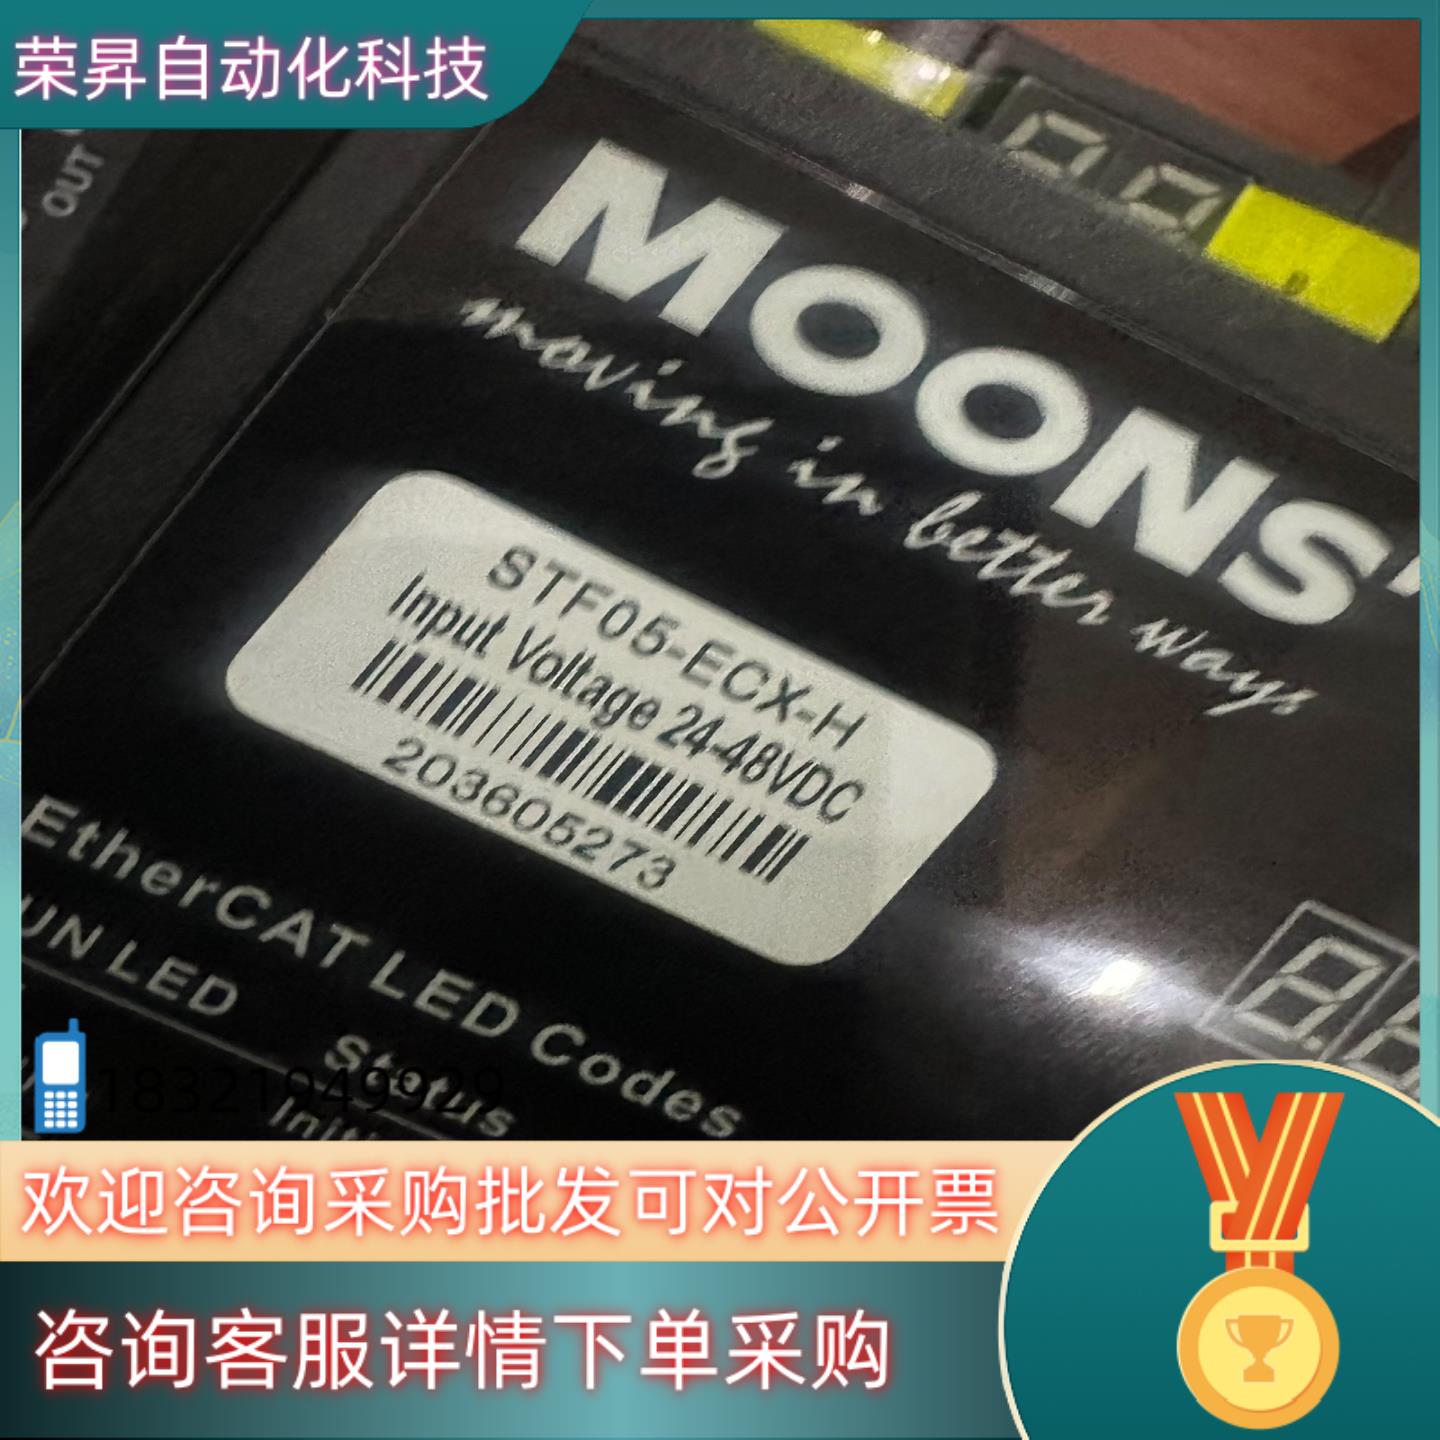 荣昇自动化科技
OUT
MOONS'
moving in better ways
STF05-ECX-H
Input Voltage 24-48VDC
203605273
EtherCAT LED Codes
UN LED
Status
Initi
18321949929
欢迎咨询采购批发可对公开票
咨询客服详情下单采购